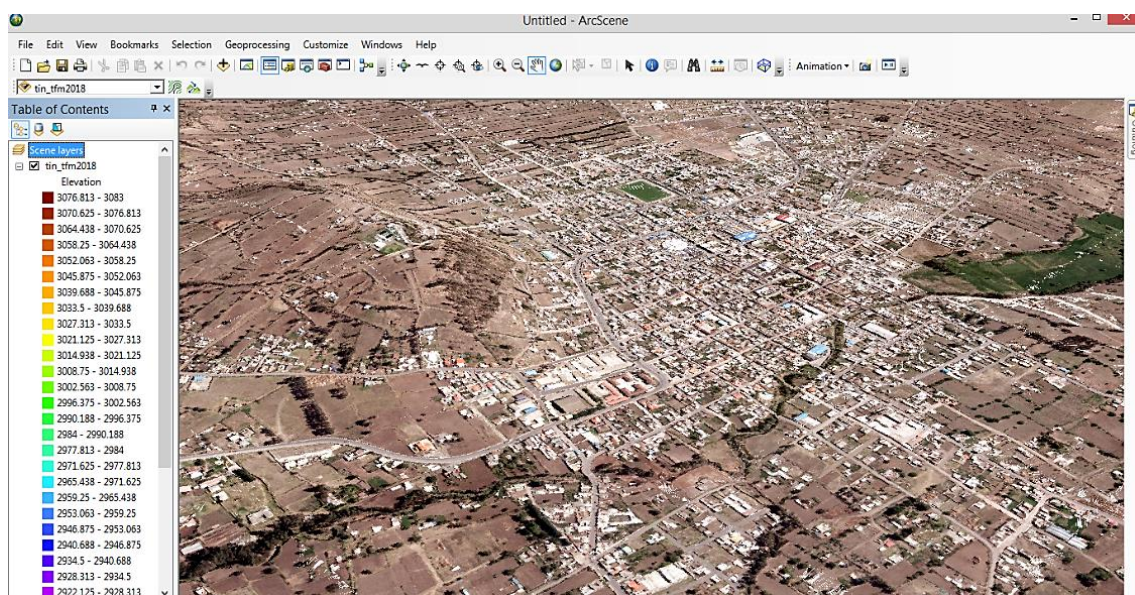 Untitled - ArcScene
File Edit View Bookmarks Selection Geoprocessing Customize Windows Help
Animation
tin_tfm2018
Table of Contents
Scene layers
tin_tfm2018
Elevation
3076.813 - 3083
3070.625 - 3076.813
3064.438 - 3070.625
3058.25 - 3064.438
3052.063 - 3058.25
3045.875 - 3052.063
3039.688 - 3045.875
3033.5 - 3039.688
3027.313 - 3033.5
3021.125 - 3027.313
3014.938 - 3021.125
3008.75 - 3014.938
3002.563 - 3008.75
2996.375 - 3002.563
2990.188 - 2996.375
2984 - 2990.188
2977.813 - 2984
2971.625 - 2977.813
2965.438 - 2971.625
2959.25 - 2965.438
2953.063 - 2959.25
2946.875 - 2953.063
2940.688 - 2946.875
2934.5 - 2940.688
2928.313 - 2934.5
2922.125 - 2928.313